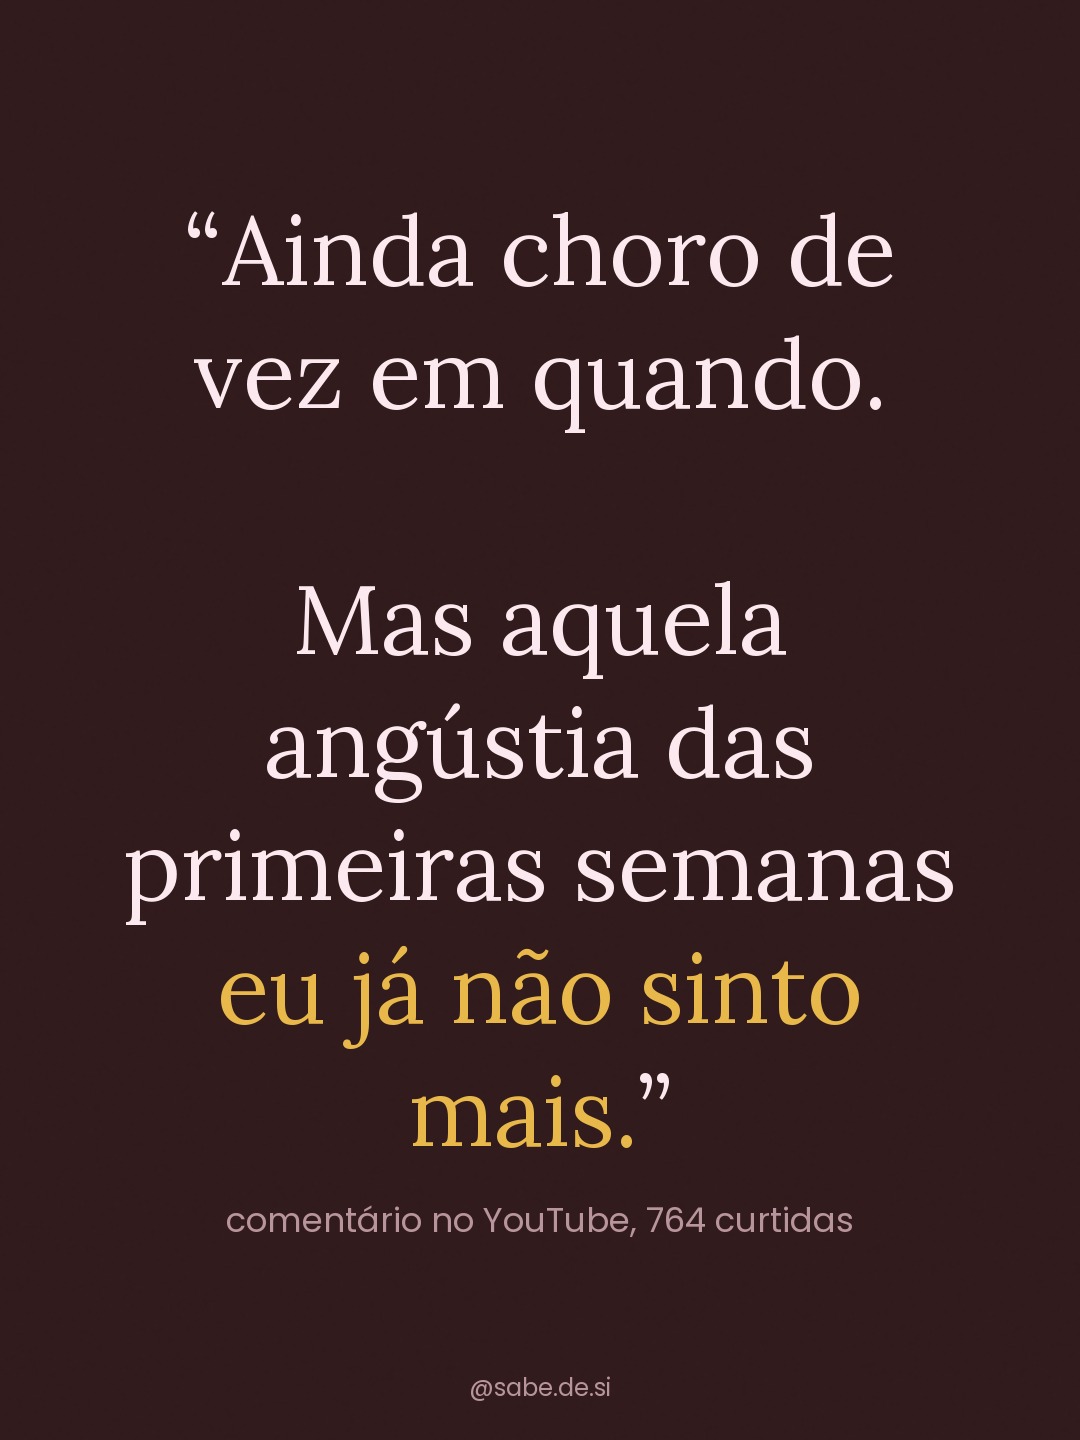 “Ainda choro de
vez em quando.
Mas aquela
angústia das
primeiras semanas
eu já não sinto
mais.”
comentário no YouTube, 764 curtidas
@sabe.de.si